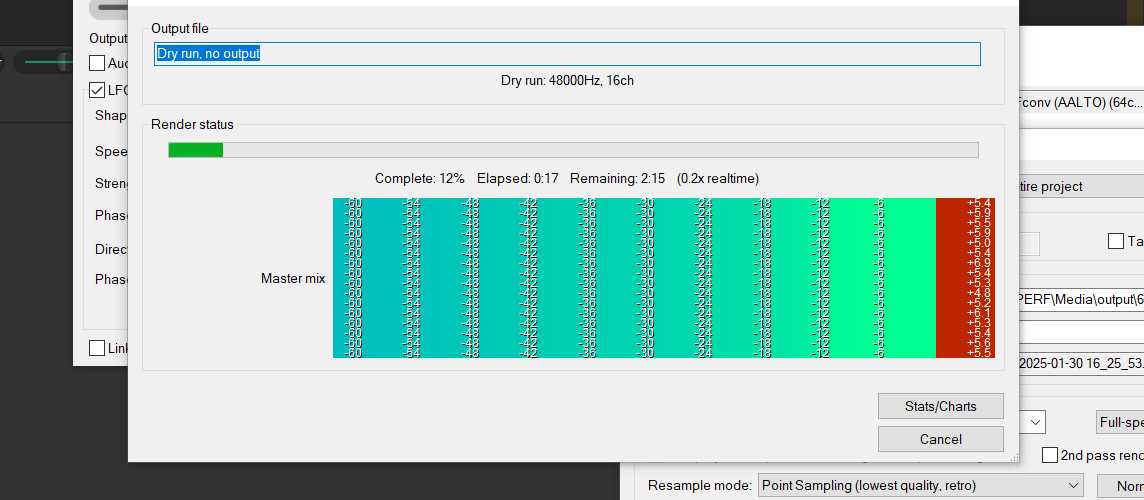 Output file
Dry run, no output
Dry run: 48000Hz, 16ch
Render status
Complete: 12% Elapsed: 0:17 Remaining: 2:15 (0.2x realtime)
Master mix
-60 -54 -48 -42 -36 -30 -24 -18 -12 -6 +5.4
-60 -54 -48 -42 -36 -30 -24 -18 -12 -6 +5.9
-60 -54 -48 -42 -36 -30 -24 -18 -12 -6 +5.5
-60 -54 -48 -42 -36 -30 -24 -18 -12 -6 +5.9
-60 -54 -48 -42 -36 -30 -24 -18 -12 -6 +5.0
-60 -54 -48 -42 -36 -30 -24 -18 -12 -6 +5.4
-60 -54 -48 -42 -36 -30 -24 -18 -12 -6 +6.9
-60 -54 -48 -42 -36 -30 -24 -18 -12 -6 +5.4
-60 -54 -48 -42 -36 -30 -24 -18 -12 -6 +5.3
-60 -54 -48 -42 -36 -30 -24 -18 -12 -6 +4.8
-60 -54 -48 -42 -36 -30 -24 -18 -12 -6 +5.2
-60 -54 -48 -42 -36 -30 -24 -18 -12 -6 +6.1
-60 -54 -48 -42 -36 -30 -24 -18 -12 -6 +5.3
-60 -54 -48 -42 -36 -30 -24 -18 -12 -6 +5.4
-60 -54 -48 -42 -36 -30 -24 -18 -12 -6 +5.6
-60 -54 -48 -42 -36 -30 -24 -18 -12 -6 +5.5
Stats/Charts
Cancel
Output
Aud
LFO
Shap
Spee
Streng
Phas
Direc
Phas
Link
fconv (AALTO) (64c...
tire project
Ta
PERF\Media\output\6
2025-01-30 16_25_53.
Full-spe
2nd pass rend
Resample mode: Point Sampling (lowest quality, retro)
Norr